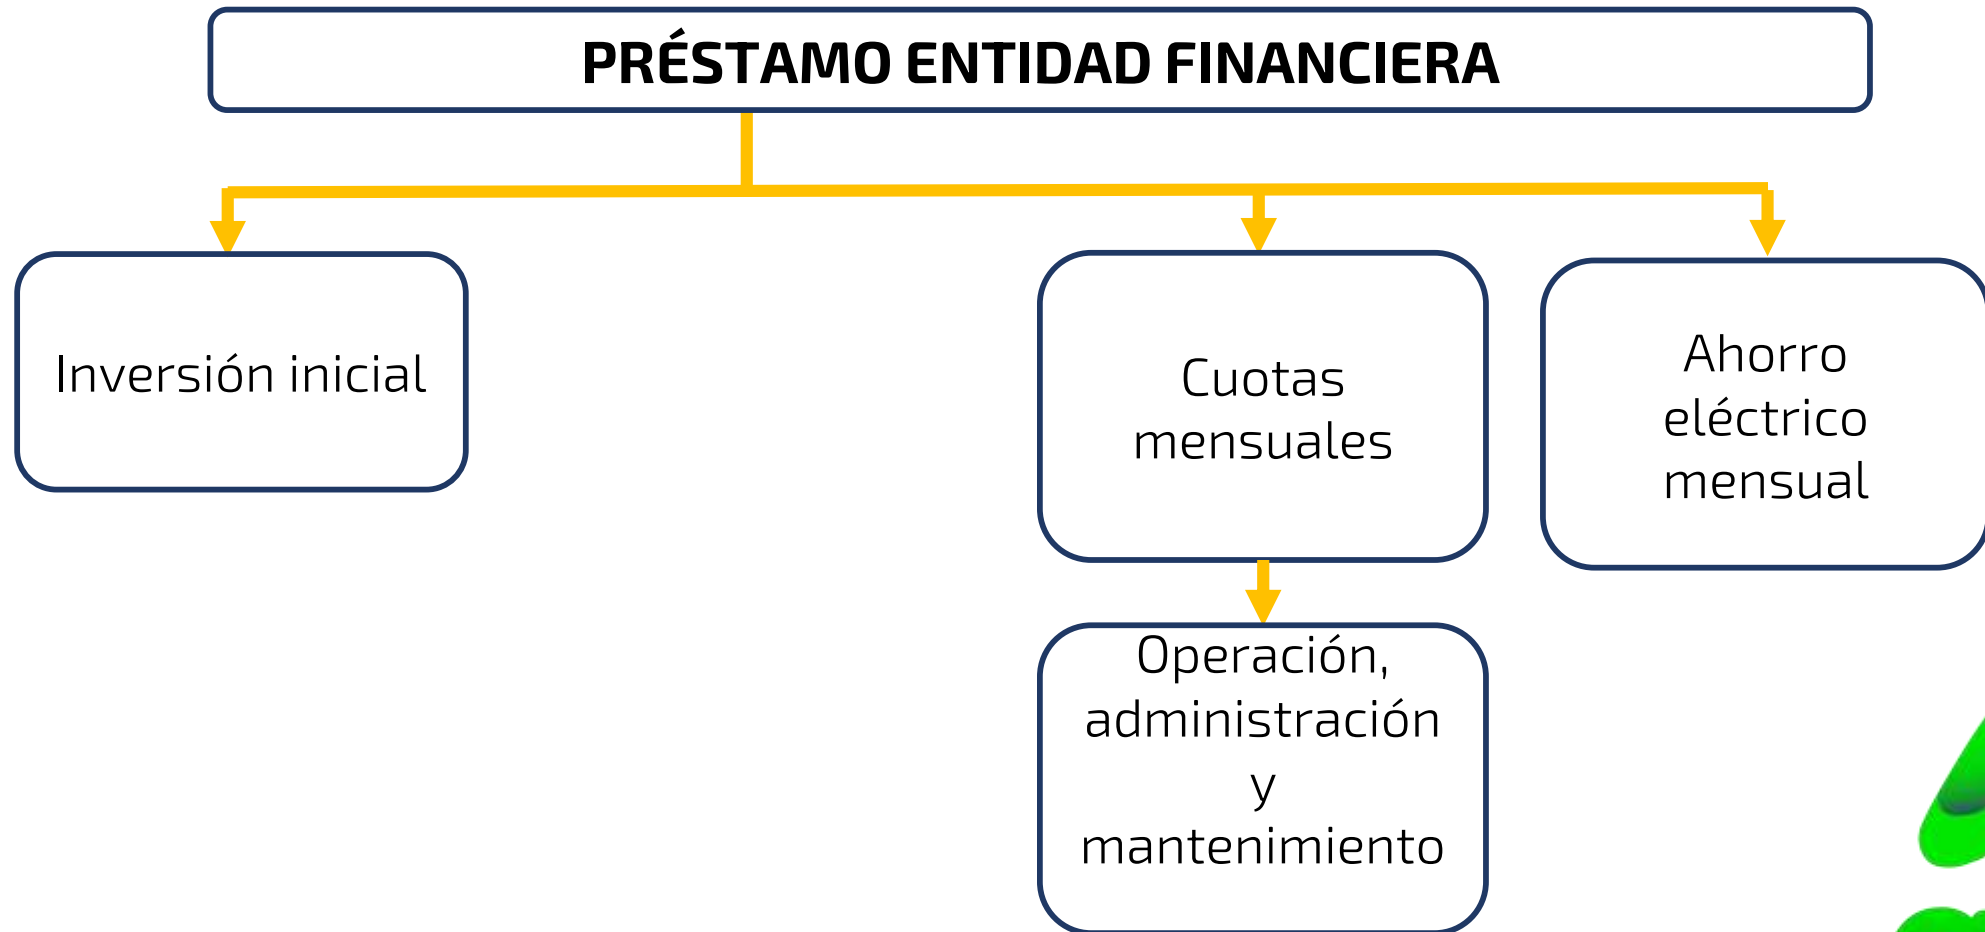 PRÉSTAMO ENTIDAD FINANCIERA
Inversión inicial
Cuotas
mensuales
Ahorro
eléctrico
mensual
Operación,
administración
y
mantenimiento